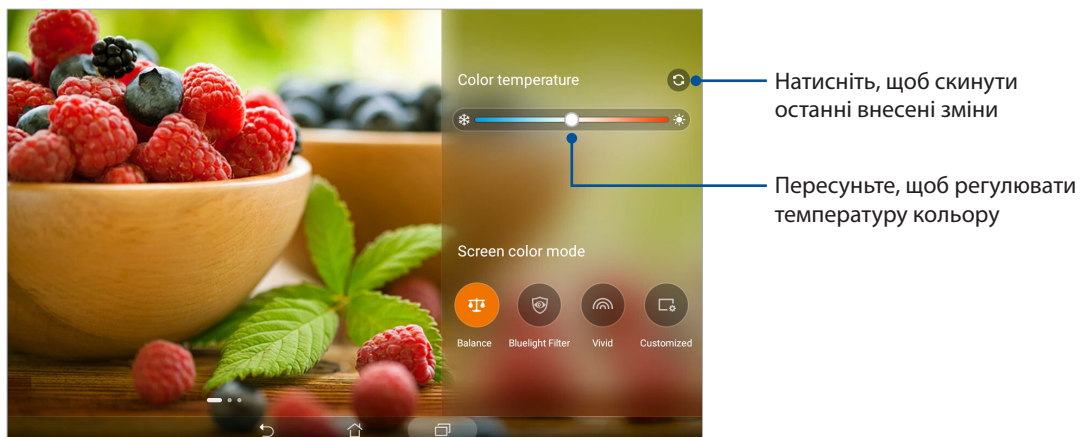 Color temperature
Натисніть, щоб скинути
останні внесені зміни
Пересуньте, щоб регулювати
температуру кольору
Screen color mode
Balance Bluelight Filter Vivid Customized